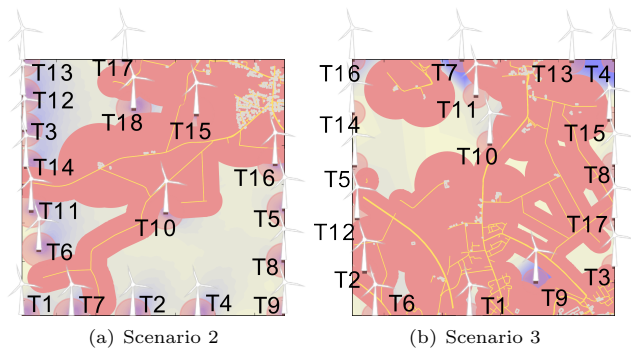 T13
T12
T3
T14
T11
T6
T1
T7
T2
T4
T9
T8
T5
T16
T15
T18
T17
T10
(a) Scenario 2
T16
T14
T5
T12
T2
T6
T1
T9
T3
T17
T8
T15
T4
T13
T7
T11
T10
(b) Scenario 3